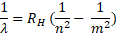 1/λ = R_H (1/n² − 1/m²)